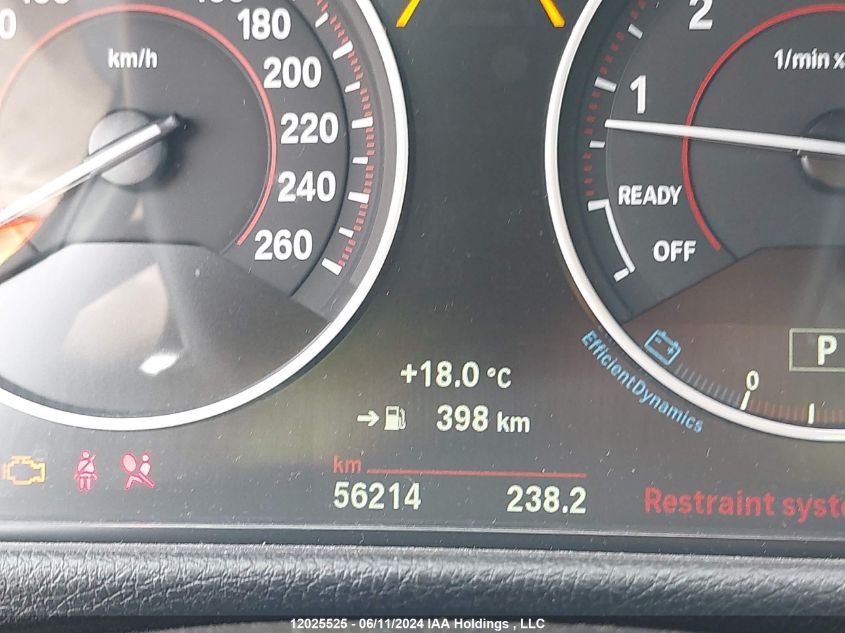 180
km/h
200
220
240
260
2
1/min x
1
READY
OFF
EfficientDynamics
0
P
+18.0 °C
→ 398 km
km
56214 238.2
Restraint syste
12025525 - 06/11/2024 IAA Holdings , LLC